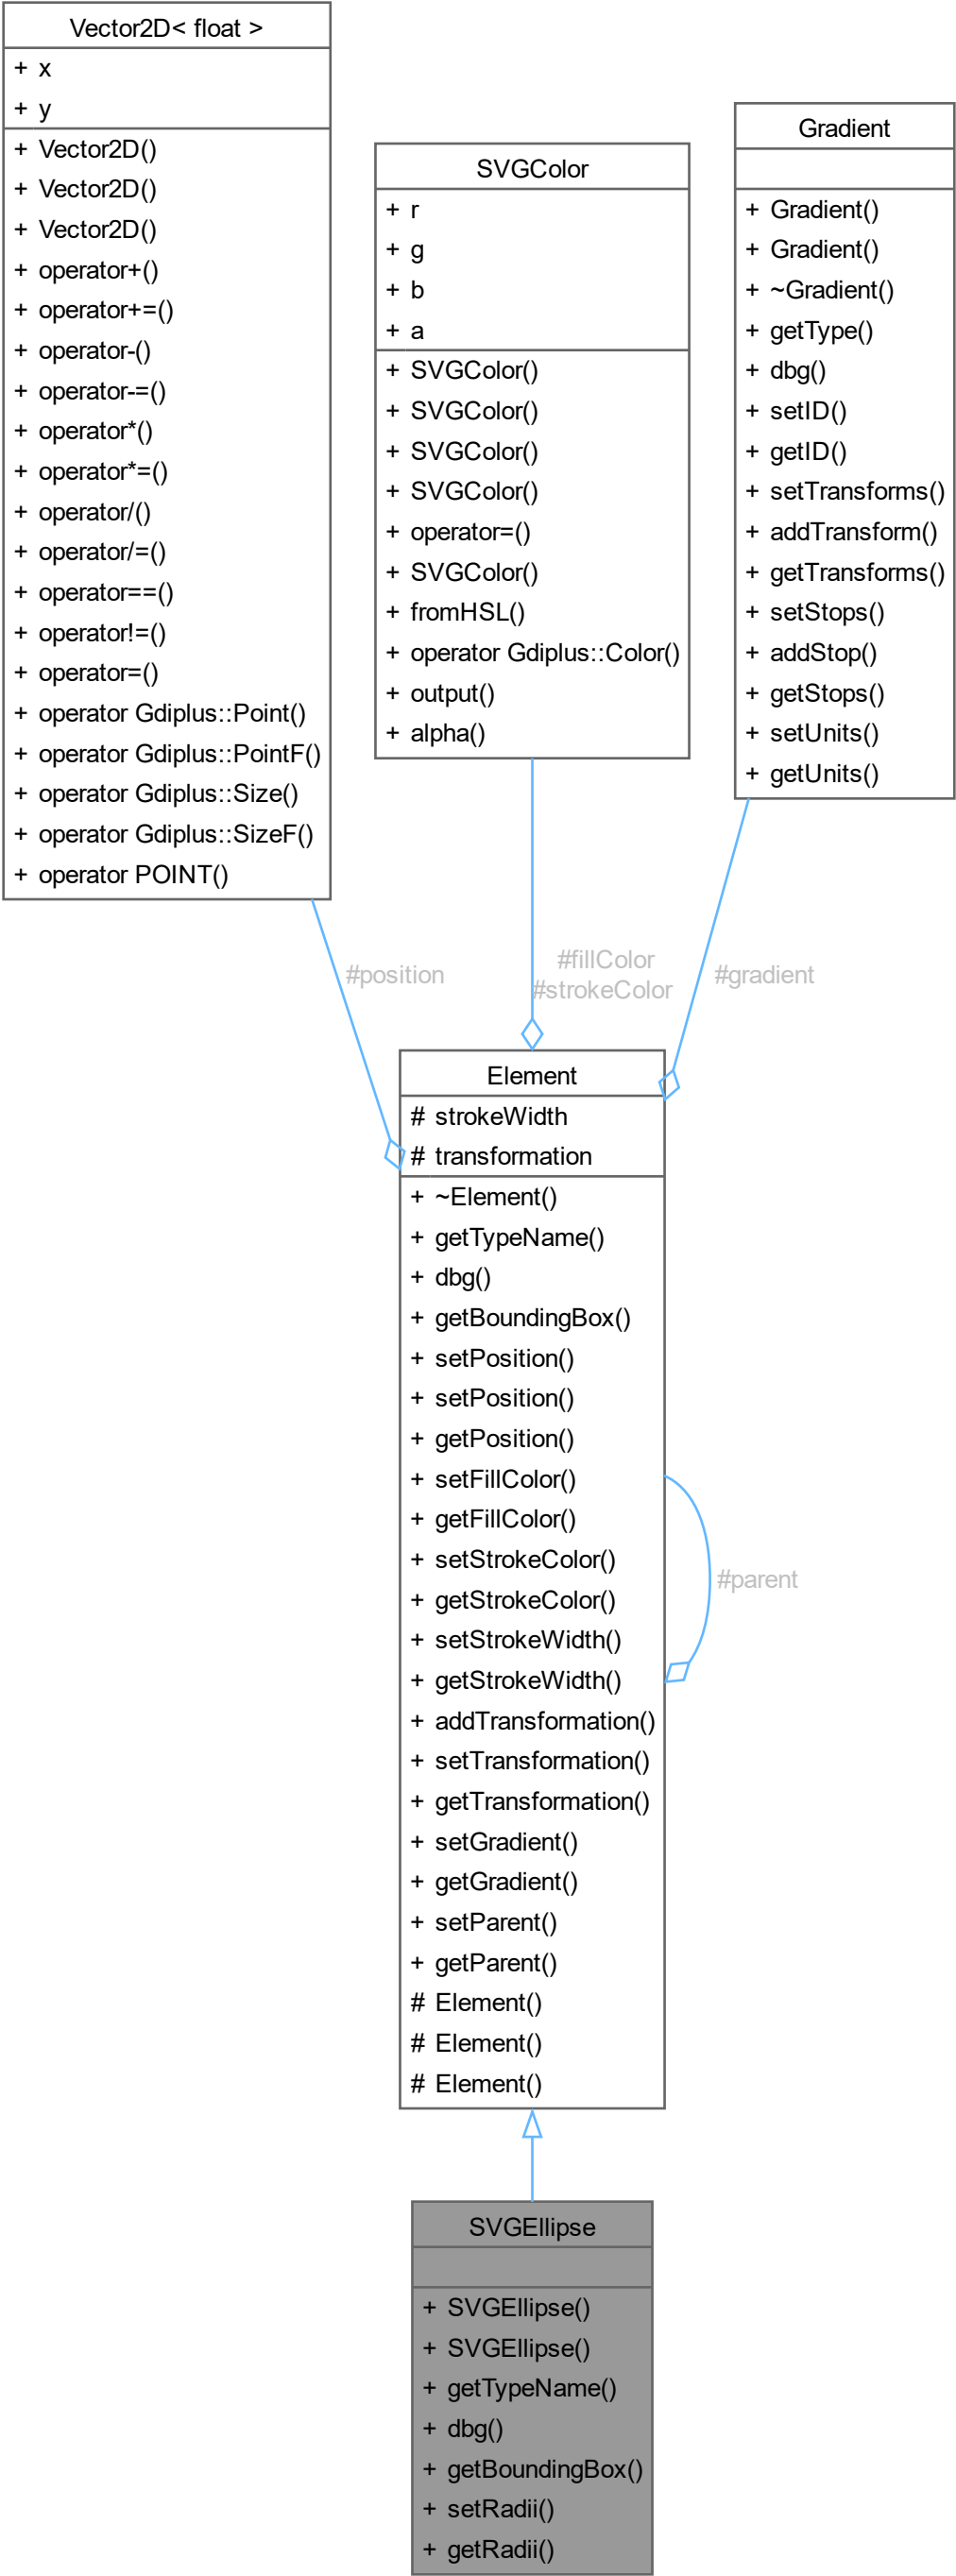 Vector2D< float >
+ x
+ y
+ Vector2D()
+ Vector2D()
+ Vector2D()
+ operator+()
+ operator+=()
+ operator-()
+ operator-=()
+ operator*()
+ operator*=()
+ operator/()
+ operator/=()
+ operator==()
+ operator!=()
+ operator=()
+ operator Gdiplus::Point()
+ operator Gdiplus::PointF()
+ operator Gdiplus::Size()
+ operator Gdiplus::SizeF()
+ operator POINT()
SVGColor
+ r
+ g
+ b
+ a
+ SVGColor()
+ SVGColor()
+ SVGColor()
+ SVGColor()
+ operator=()
+ SVGColor()
+ fromHSL()
+ operator Gdiplus::Color()
+ output()
+ alpha()
Gradient
+ Gradient()
+ Gradient()
+ ~Gradient()
+ getType()
+ dbg()
+ setID()
+ getID()
+ setTransforms()
+ addTransform()
+ getTransforms()
+ setStops()
+ addStop()
+ getStops()
+ setUnits()
+ getUnits()
#position
#fillColor
#strokeColor
#gradient
Element
# strokeWidth
# transformation
+ ~Element()
+ getTypeName()
+ dbg()
+ getBoundingBox()
+ setPosition()
+ setPosition()
+ getPosition()
+ setFillColor()
+ getFillColor()
+ setStrokeColor()
+ getStrokeColor()
+ setStrokeWidth()
+ getStrokeWidth()
+ addTransformation()
+ setTransformation()
+ getTransformation()
+ setGradient()
+ getGradient()
+ setParent()
+ getParent()
# Element()
# Element()
# Element()
#parent
SVGEllipse
+ SVGEllipse()
+ SVGEllipse()
+ getTypeName()
+ dbg()
+ getBoundingBox()
+ setRadii()
+ getRadii()